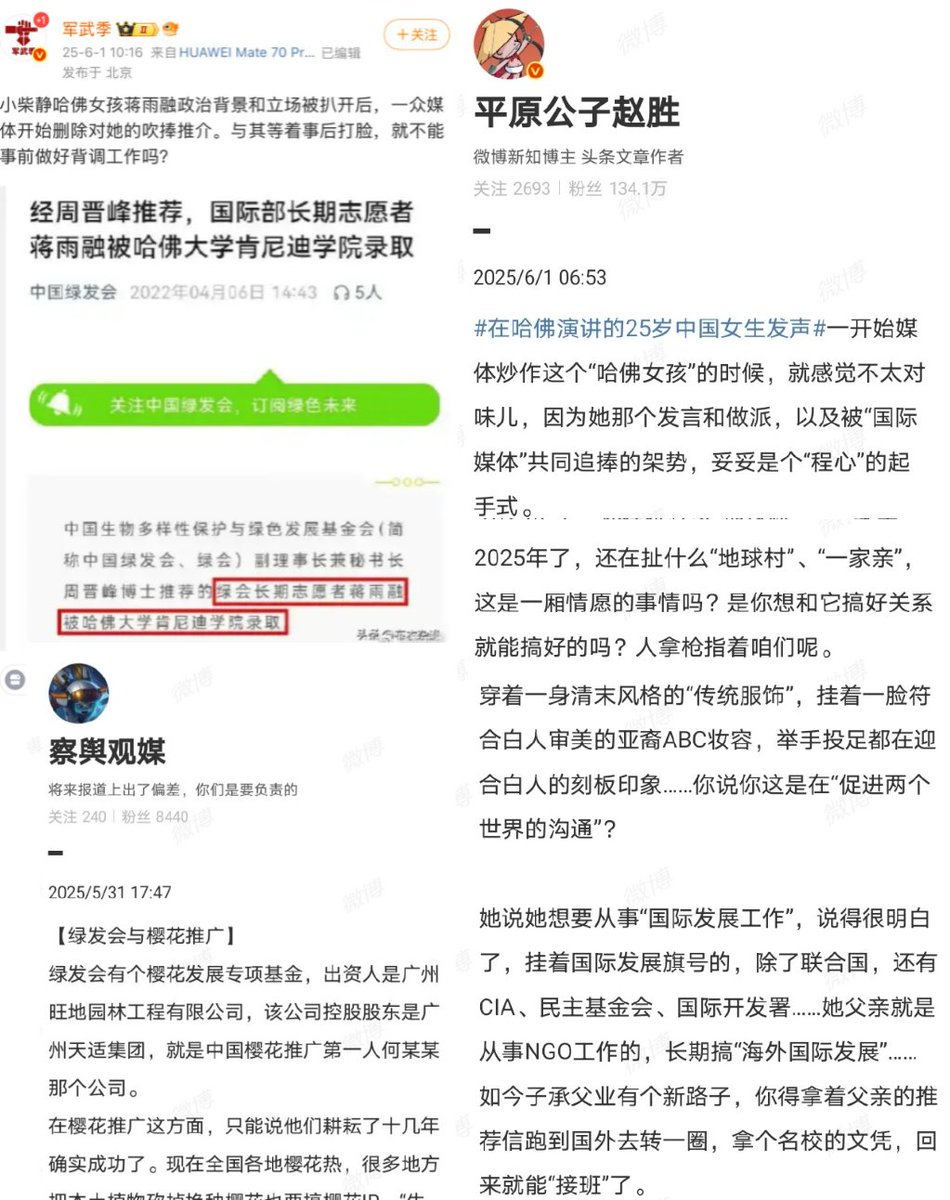 军武季
+关注
25-6-1 10:16 来自HUAWEI Mate 70 Pr... 已编辑
发布于 北京
小柴静哈佛女孩蒋雨融政治背景和立场被扒开后，一众媒
体开始删除对她的吹捧推介。与其等着事后打脸，就不能
事前做好背调工作吗？
经周晋峰推荐，国际部长期志愿者
蒋雨融被哈佛大学肯尼迪学院录取
中国绿发会 2022年04月06日 14:43 5人
关注中国绿发会，订阅绿色未来
中国生物多样性保护与绿色发展基金会(简
称中国绿发会、绿会）副理事长兼秘书长
周晋峰博士推荐的绿会长期志愿者蒋雨融
被哈佛大学肯尼迪学院录取
察舆观媒
将来报道上出了偏差，你们是要负责的
关注 240 粉丝 8440
2025/5/31 17:47
【绿发会与樱花推广】
绿发会有个樱花发展专项基金，出资人是广州
旺地园林工程有限公司，该公司控股股东是广
州天适集团，就是中国樱花推广第一人何某某
那个公司。
在樱花推广这方面，只能说他们耕耘了十几年
确实成功了。现在全国各地樱花热，很多地方
平原公子赵胜
微博新知博主 头条文章作者
关注 2693 粉丝 134.1万
2025/6/1 06:53
#在哈佛演讲的25岁中国女生发声#一开始媒
体炒作这个“哈佛女孩”的时候，就感觉不太对
味儿，因为她那个发言和做派，以及被“国际
媒体”共同追捧的架势，妥妥是个“程心”的起
手式。
2025年了，还在扯什么“地球村”、“一家亲”，
这是一厢情愿的事情吗？是你想和它搞好关系
就能搞好的吗？人拿枪指着咱们呢。
穿着一身清末风格的“传统服饰”，挂着一脸符
合白人审美的亚裔ABC妆容，举手投足都在迎
合白人的刻板印象......你说你这是在“促进两个
世界的沟通”？
她说她想要从事“国际发展工作”，说得很明白
了，挂着国际发展旗号的，除了联合国，还有
CIA、民主基金会、国际开发署......她父亲就是
从事NGO工作的，长期搞“海外国际发展”......
如今子承父业有个新路子，你得拿着父亲的推
荐信跑到国外去转一圈，拿个名校的文凭，回
来就能“接班”了。